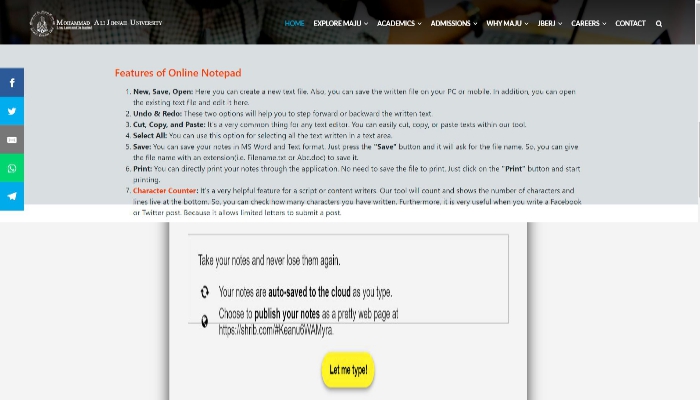 MOHAMMAD ALI JINNAH UNIVERSITY
HOME EXPLORE MAJU ACADEMICS ADMISSIONS WHY MAJU JBERJ CAREERS CONTACT
Features of Online Notepad
1. New, Save, Open: Here you can create a new text file. Also, you can save the written file on your PC or mobile. In addition, you can open
the existing text file and edit it here.
2. Undo & Redo: These two options will help you to step forward or backward the written text.
3. Cut, Copy, and Paste: It's a very common thing for any text editor. You can easily cut, copy, or paste texts within our tool.
4. Select All: You can use this option for selecting all the text written in a text area.
5. Save: You can save your notes in MS Word and Text format. Just press the "Save" button and it will ask for the file name. So, you can give
the file name with an extension(i.e. Filename.txt or Abc.doc) to save it.
6. Print: You can directly print your notes through the application. No need to save the file to print. Just click on the "Print" button and start
printing.
7. Character Counter: It's a very helpful feature for a script or content writers. Our tool will count and shows the number of characters and
lines live at the bottom. So, you can check how many characters you have written. Furthermore, it is very useful when you write a Facebook
or Twitter post. Because it allows limited letters to submit a post.
Take your notes and never lose them again.
Your notes are auto-saved to the cloud as you type.
Choose to publish your notes as a pretty web page at
https://shrib.com/#Keanu6WAMyra.
Let me type!